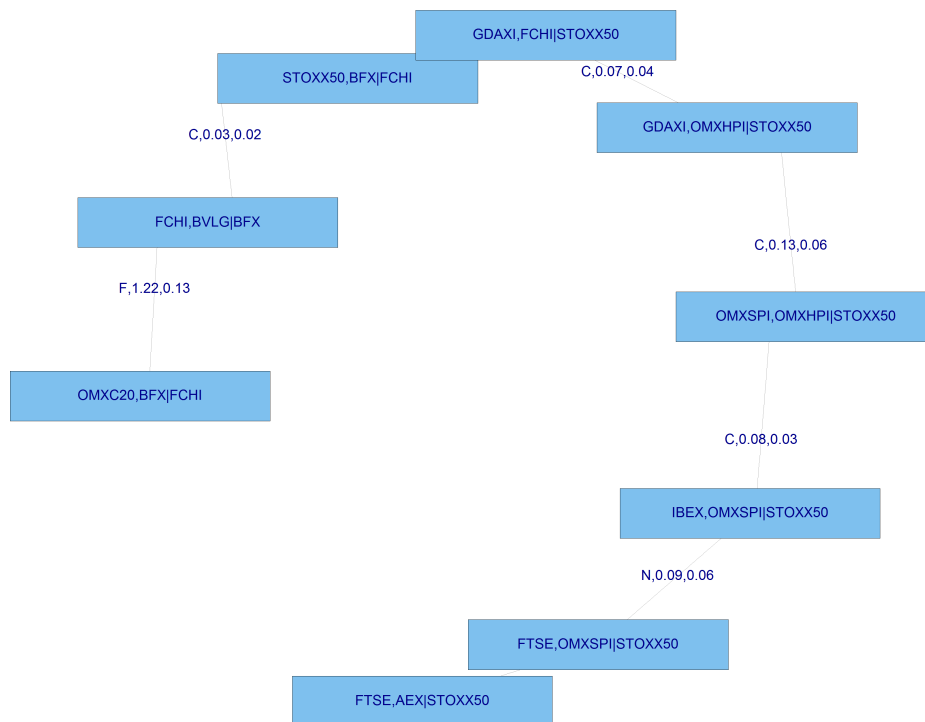 GDAXI,FCHI|STOXX50
STOXX50,BFX|FCHI
C,0.07,0.04
GDAXI,OMXHPI|STOXX50
C,0.03,0.02
FCHI,BVLG|BFX
C,0.13,0.06
F,1.22,0.13
OMXSPI,OMXHPI|STOXX50
OMXC20,BFX|FCHI
C,0.08,0.03
IBEX,OMXSPI|STOXX50
N,0.09,0.06
FTSE,OMXSPI|STOXX50
FTSE,AEX|STOXX50